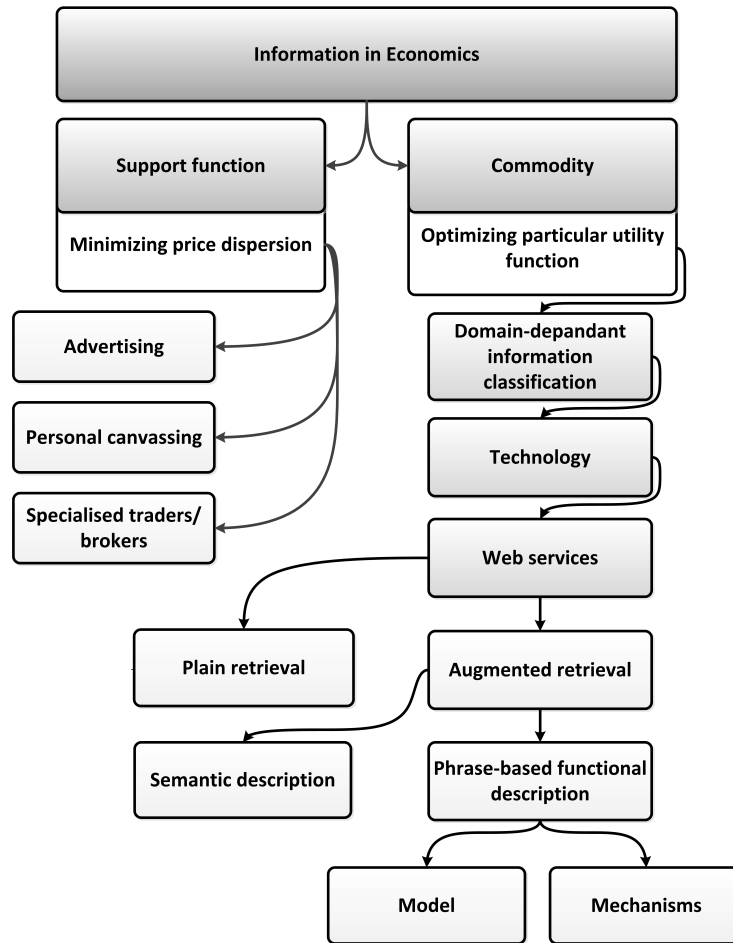 Information in Economics
Support function
Commodity
Minimizing price dispersion
Optimizing particular utility
function
Advertising
Domain-depandant
information
classification
Personal canvassing
Technology
Specialised traders/
brokers
Web services
Plain retrieval
Augmented retrieval
Semantic description
Phrase-based functional
description
Model
Mechanisms